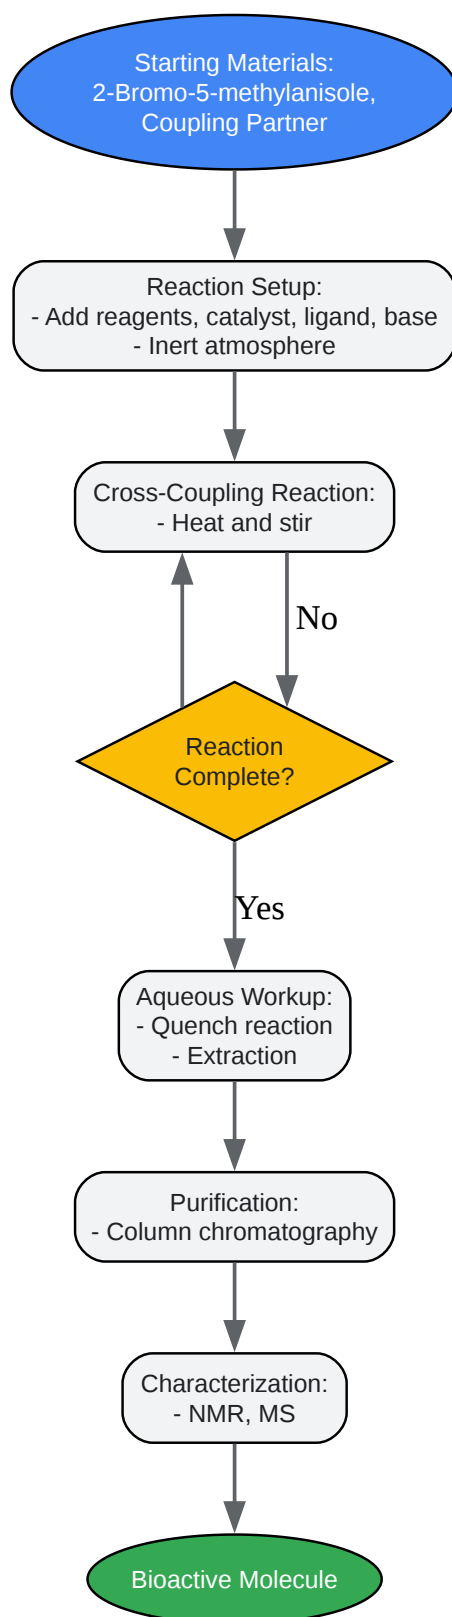 Starting Materials:
2-Bromo-5-methylanisole,
Coupling Partner
Reaction Setup:
- Add reagents, catalyst, ligand, base
- Inert atmosphere
Cross-Coupling Reaction:
- Heat and stir
No
Reaction
Complete?
Yes
Aqueous Workup:
- Quench reaction
- Extraction
Purification:
- Column chromatography
Characterization:
- NMR, MS
Bioactive Molecule